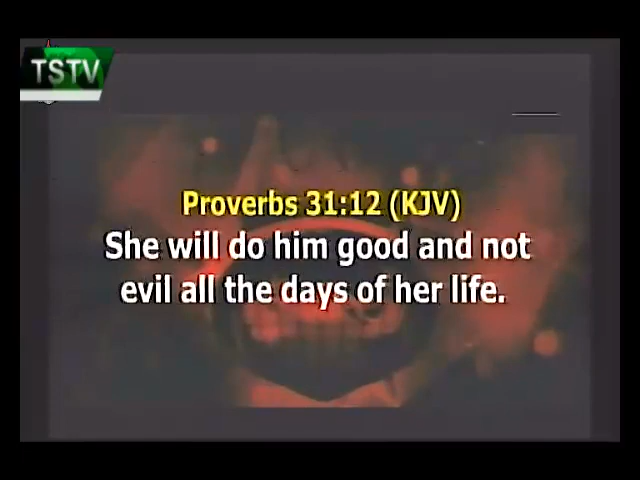 TSTV
Proverbs 31:12 (KJV)
She will do him good and not
evil all the days of her life.